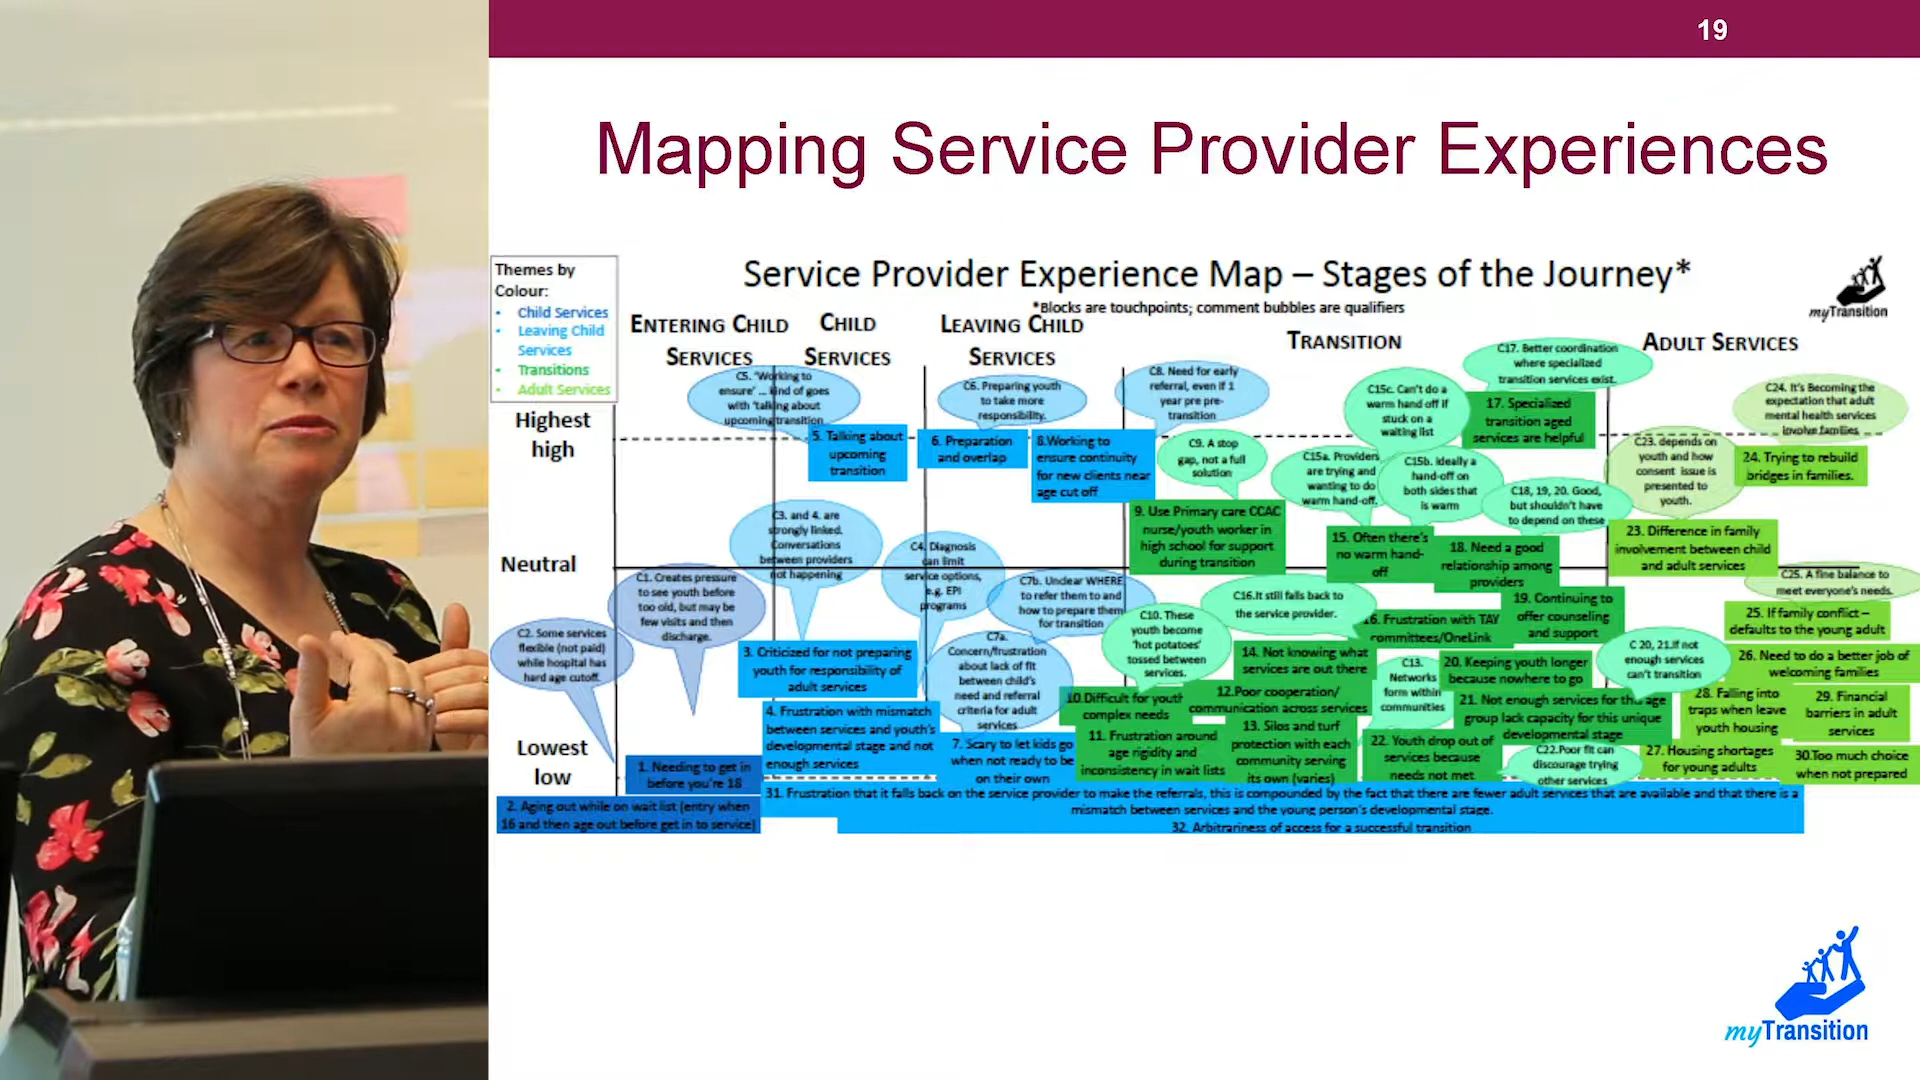 19
Mapping Service Provider Experiences
Service Provider Experience Map – Stages of the Journey*
*Blocks are touchpoints; comment bubbles are qualifiers
myTransition
Themes by
Colour:
• Child Services
• Leaving Child
Services
• Transitions
• Adult Services
ENTERING CHILD
SERVICES
CHILD
SERVICES
LEAVING CHILD
SERVICES
TRANSITION
ADULT SERVICES
Highest
high
Neutral
Lowest
low
C5. 'Working to
ensure' ... kind of goes
with 'talking about
upcoming transition
5. Talking about
upcoming
transition
C6. Preparing youth
to take more
responsibility.
6. Preparation
and overlap
C8. Need for early
referral, even if 1
year pre pre-
transition
8.Working to
ensure continuity
for new clients near
age cut off
C9. A stop
gap, not a full
solution
9. Use Primary care CCAC
nurse/youth worker in
high school for support
during transition
C15c. Can't do a
warm hand off if
stuck on a
waiting list
C15a. Providers
are trying and
wanting to do
warm hand-off.
C15b. Ideally a
hand-off on
both sides that
is warm
C17. Better coordination
where specialized
transition services exist.
17. Specialized
transition aged
services are helpful
C18, 19, 20. Good,
but shouldn't have
to depend on these
15. Often there's
no warm hand-
off
18. Need a good
relationship among
providers
19. Continuing to
offer counseling
and support
C24. It's Becoming the
expectation that adult
mental health services
involve families
C23. depends on
youth and how
consent issue is
presented to
youth.
24. Trying to rebuild
bridges in families.
23. Difference in family
involvement between child
and adult services
C25. A fine balance to
meet everyone's needs.
25. If family conflict –
defaults to the young adult
26. Need to do a better job of
welcoming families
28. Falling into
traps when leave
youth housing
29. Financial
barriers in adult
services
27. Housing shortages
for young adults
30.Too much choice
when not prepared
C3. and 4. are
strongly linked.
Conversations
between providers
not happening
C1. Creates pressure
to see youth before
too old, but may be
few visits and then
discharge.
C2. Some services
flexible (not paid)
while hospital has
hard age cutoff.
C4. Diagnosis
can limit
service options,
e.g. EPI
programs
C7b. Unclear WHERE
to refer them to and
how to prepare them
for transition
C7a.
Concern/frustration
about lack of fit
between child's
need and referral
criteria for adult
services
3. Criticized for not preparing
youth for responsibility of
adult services
4. Frustration with mismatch
between services and youth's
developmental stage and not
enough services
7. Scary to let kids go
when not ready to be
on their own
1. Needing to get in
before you're 18
2. Aging out while on wait list (entry when
16 and then age out before get in to service)
C10. These
youth become
'hot potatoes'
tossed between
services.
C16.It still falls back to
the service provider.
16. Frustration with TAY
committees/OneLink
14. Not knowing what
services are out there
C13.
Networks
form within
communities
10.Difficult for youth
complex needs
12.Poor cooperation/
communication across services
11. Frustration around
age rigidity and
inconsistency in wait lists
13. Silos and turf
protection with each
community serving
its own (varies)
20. Keeping youth longer
because nowhere to go
C 20, 21.If not
enough services
can't transition
21. Not enough services for this age
group lack capacity for this unique
developmental stage
22. Youth drop out of
services because
needs not met
C22.Poor fit can
discourage trying
other services
31. Frustration that it falls back on the service provider to make the referrals, this is compounded by the fact that there are fewer adult services that are available and that there is a
mismatch between services and the young person's developmental stage.
32. Arbitrariness of access for a successful transition
myTransition